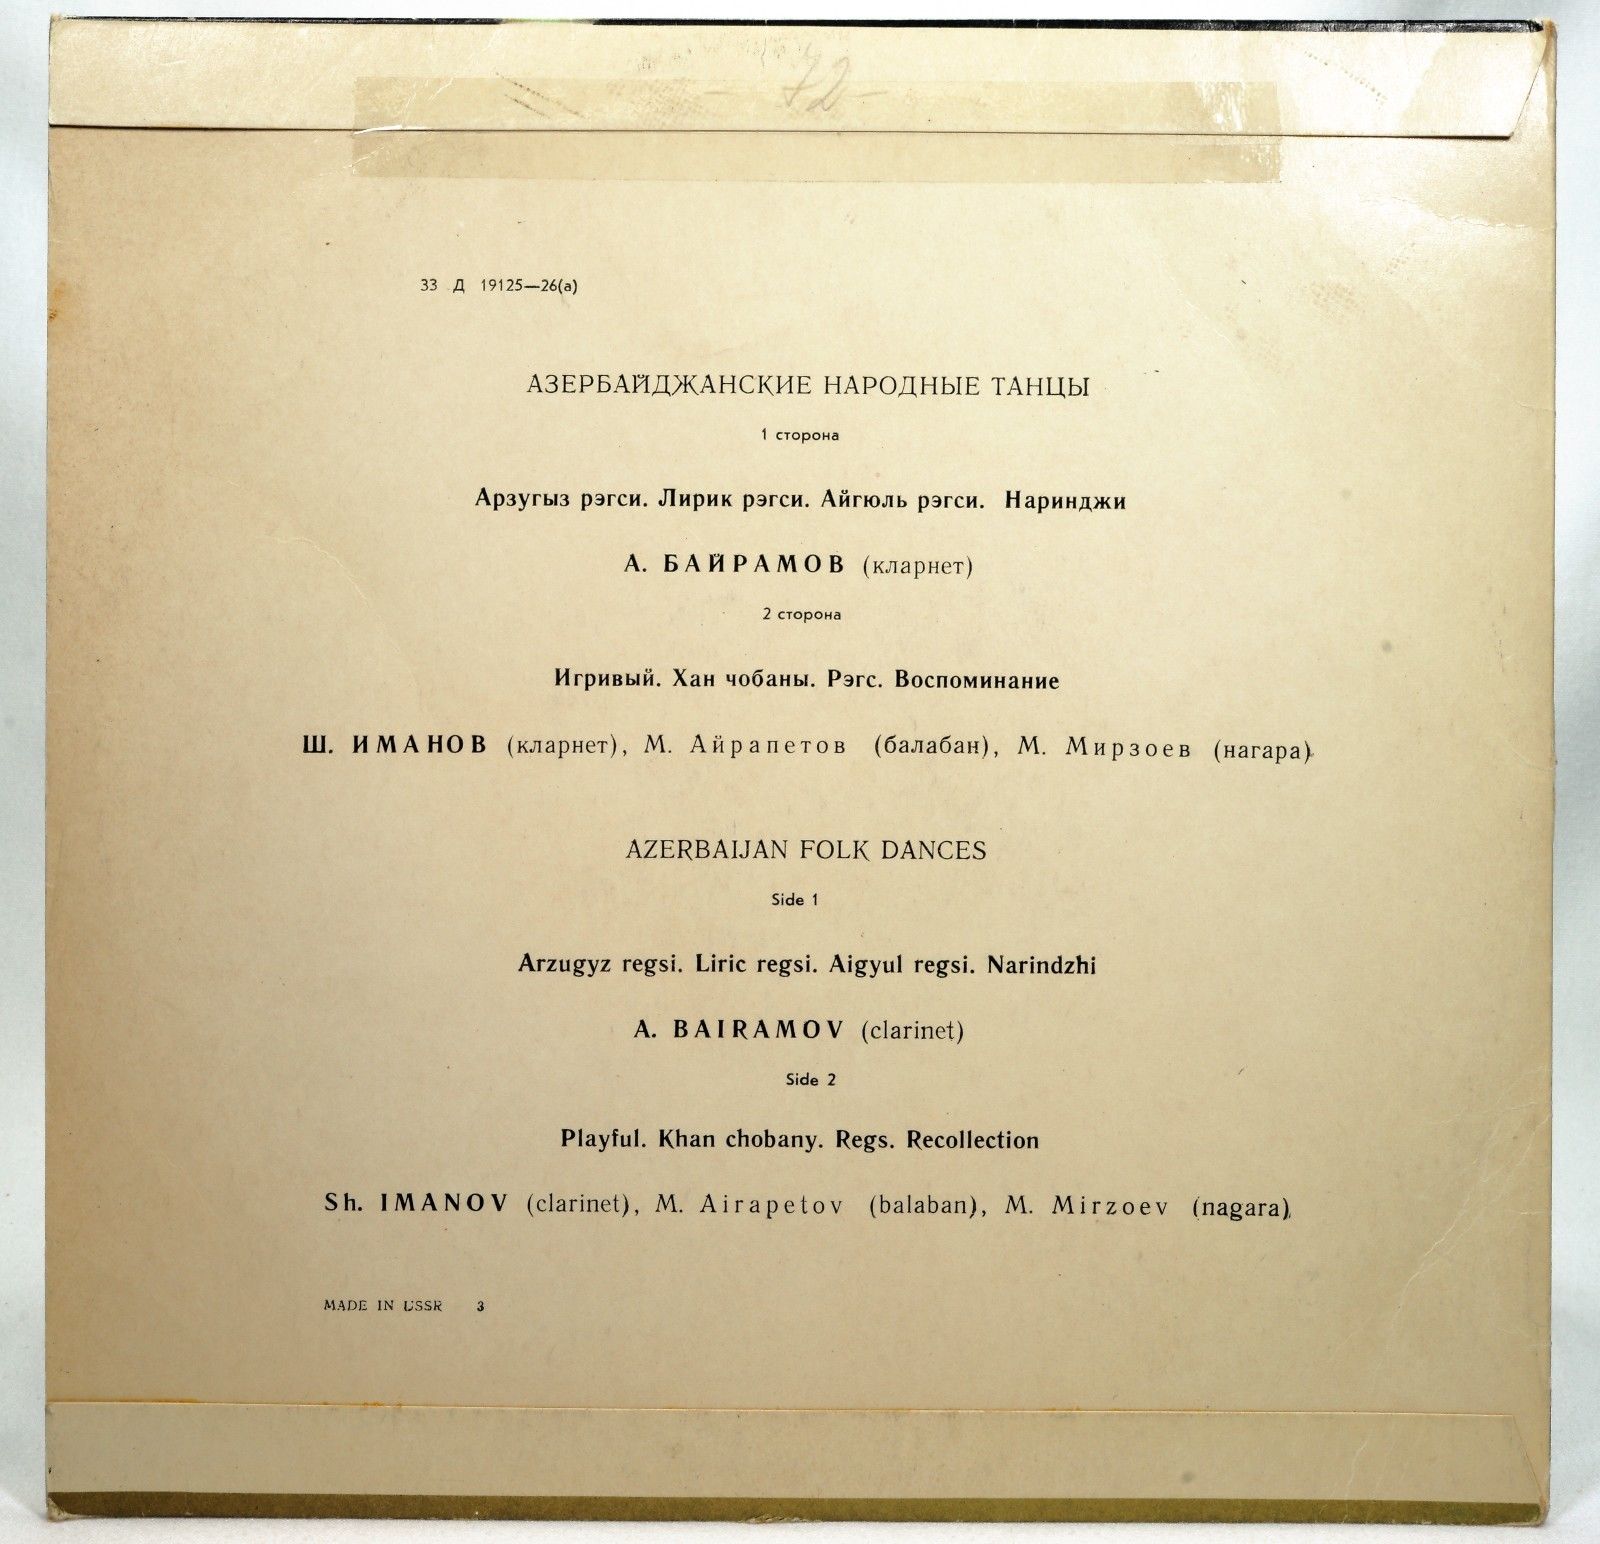 72
33 Д 19125—26(а)
АЗЕРБАЙДЖАНСКИЕ НАРОДНЫЕ ТАНЦЫ
1 сторона
Арзугыз рэгси. Лирик рэгси. Айгюль рэгси. Наринджи
А. БАЙРАМОВ (кларнет)
2 сторона
Игривый. Хан чобаны. Рэгс. Воспоминание
Ш. ИМАНОВ (кларнет), М. Айрапетов (балабан), М. Мирзоев (нагара)
AZERBAIJAN FOLK DANCES
Side 1
Arzugyz regsi. Liric regsi. Aigyul regsi. Narindzhi
A. BAIRAMOV (clarinet)
Side 2
Playful. Khan chobany. Regs. Recollection
Sh. IMANOV (clarinet), M. Airapetov (balaban), M. Mirzoev (nagara)
MADE IN USSR 3